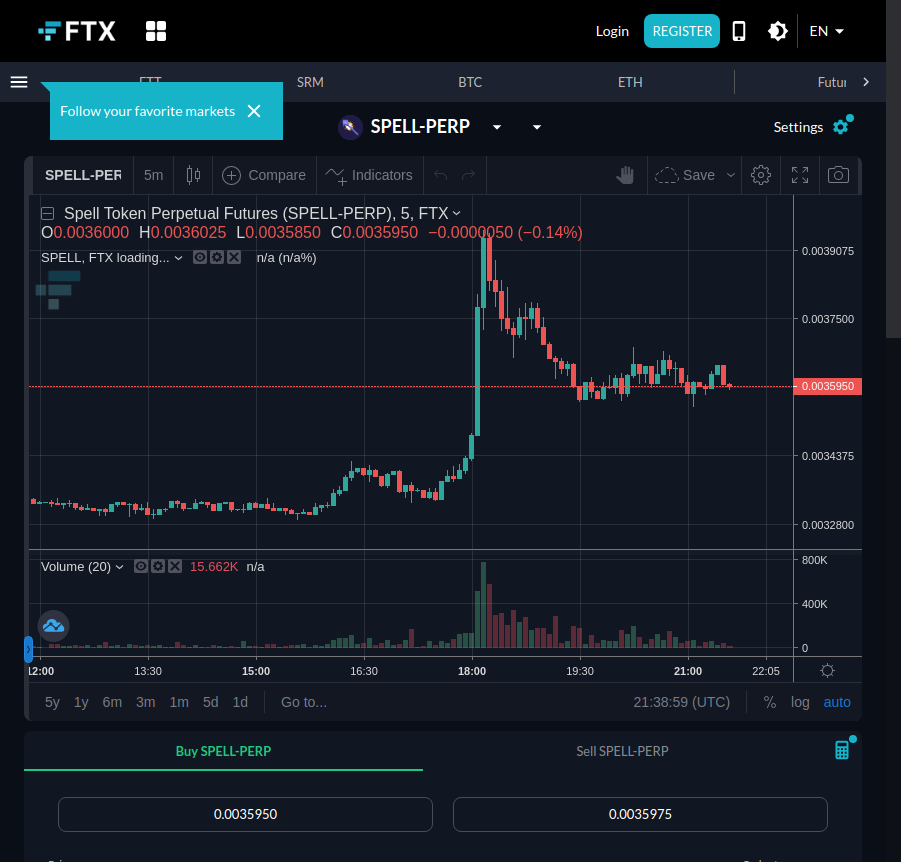 FTX
Login
REGISTER
EN
FTT
SRM
BTC
ETH
Futur
Follow your favorite markets
SPELL-PERP
Settings
SPELL-PER
5m
Compare
Indicators
Save
Spell Token Perpetual Futures (SPELL-PERP), 5, FTX
O0.0036000 H0.0036025 L0.0035850 C0.0035950 −0.0000050 (−0.14%)
SPELL, FTX loading... n/a (n/a%)
0.0039075
0.0037500
0.0035950
0.0034375
0.0032800
Volume (20) 15.662K n/a
800K
400K
0
12:00
13:30
15:00
16:30
18:00
19:30
21:00
22:05
5y 1y 6m 3m 1m 5d 1d Go to...
21:38:59 (UTC)
% log auto
Buy SPELL-PERP
Sell SPELL-PERP
0.0035950
0.0035975